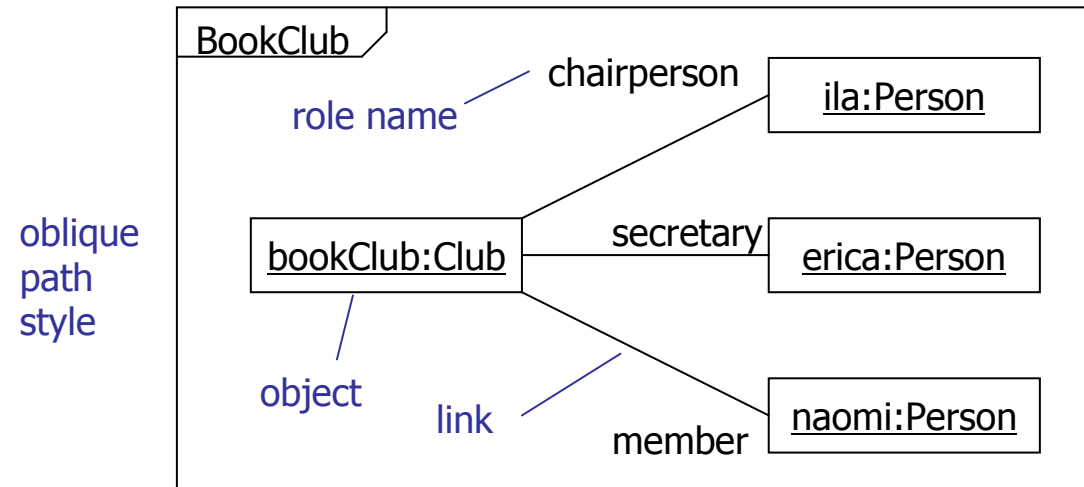 BookClub
chairperson
role name
ila:Person
oblique
path
style
bookClub:Club
secretary
erica:Person
object
link
member
naomi:Person